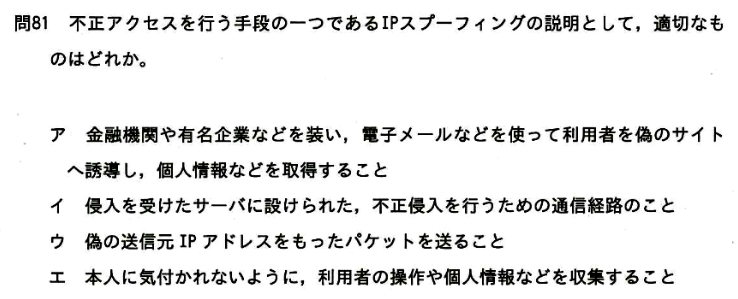 問81 不正アクセスを行う手段の一つであるIPスプーフィングの説明として，適切なも
のはどれか。
ア 金融機関や有名企業などを装い，電子メールなどを使って利用者を偽のサイト
へ誘導し，個人情報などを取得すること
イ 侵入を受けたサーバに設けられた，不正侵入を行うための通信経路のこと
ウ 偽の送信元 IP アドレスをもったパケットを送ること
エ 本人に気付かれないように，利用者の操作や個人情報などを収集すること